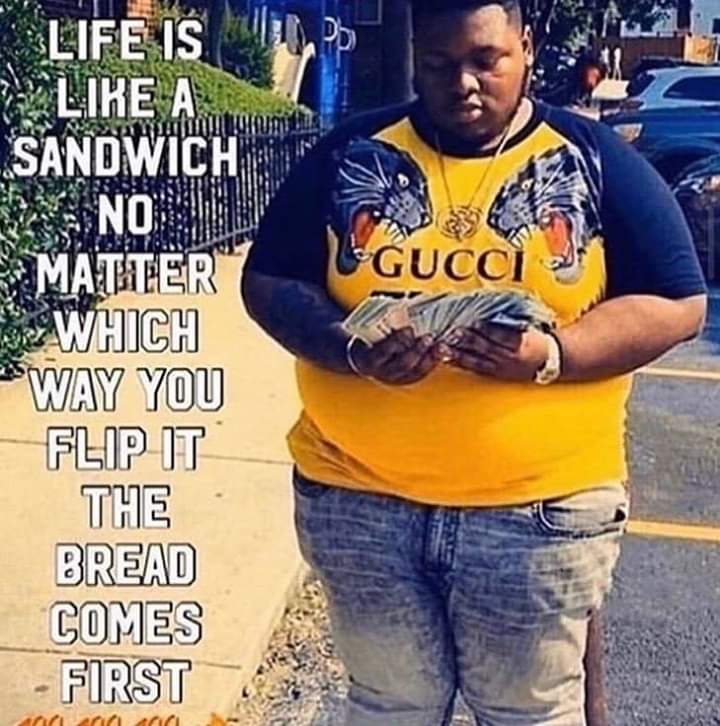 LIFE IS
LIKE A
SANDWICH
NO
MATTER
WHICH
WAY YOU
FLIP IT
THE
BREAD
COMES
FIRST
GUCCI